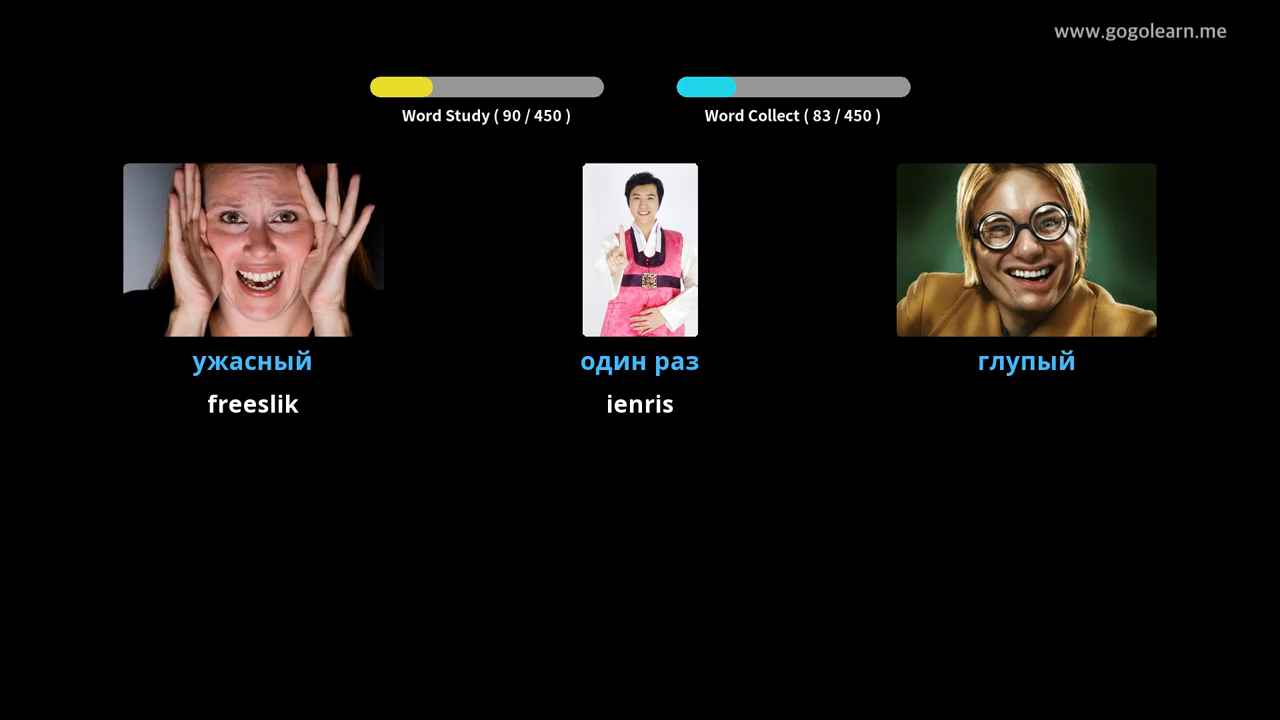 www.gogolearn.me
Word Study ( 90 / 450 )
Word Collect ( 83 / 450 )
ужасный
один раз
глупый
freeslik
ienris